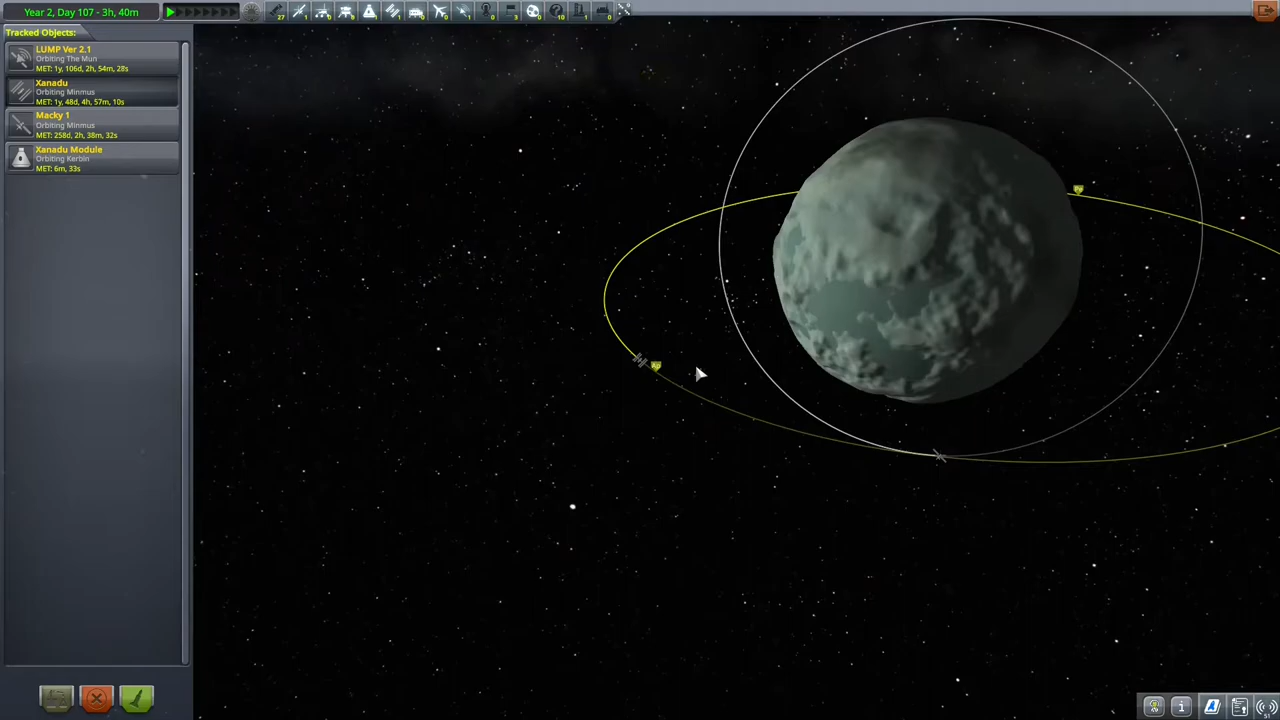 Year 2, Day 107 - 3h, 40m
Tracked Objects:
LUMP Ver 2.1
Orbiting The Mun
MET: 1y, 106d, 2h, 54m, 28s
Xanadu
Orbiting Minmus
MET: 1y, 48d, 4h, 57m, 10s
Macky 1
Orbiting Minmus
MET: 258d, 2h, 38m, 32s
Xanadu Module
Orbiting Kerbin
MET: 6m, 33s
Ap
Pe